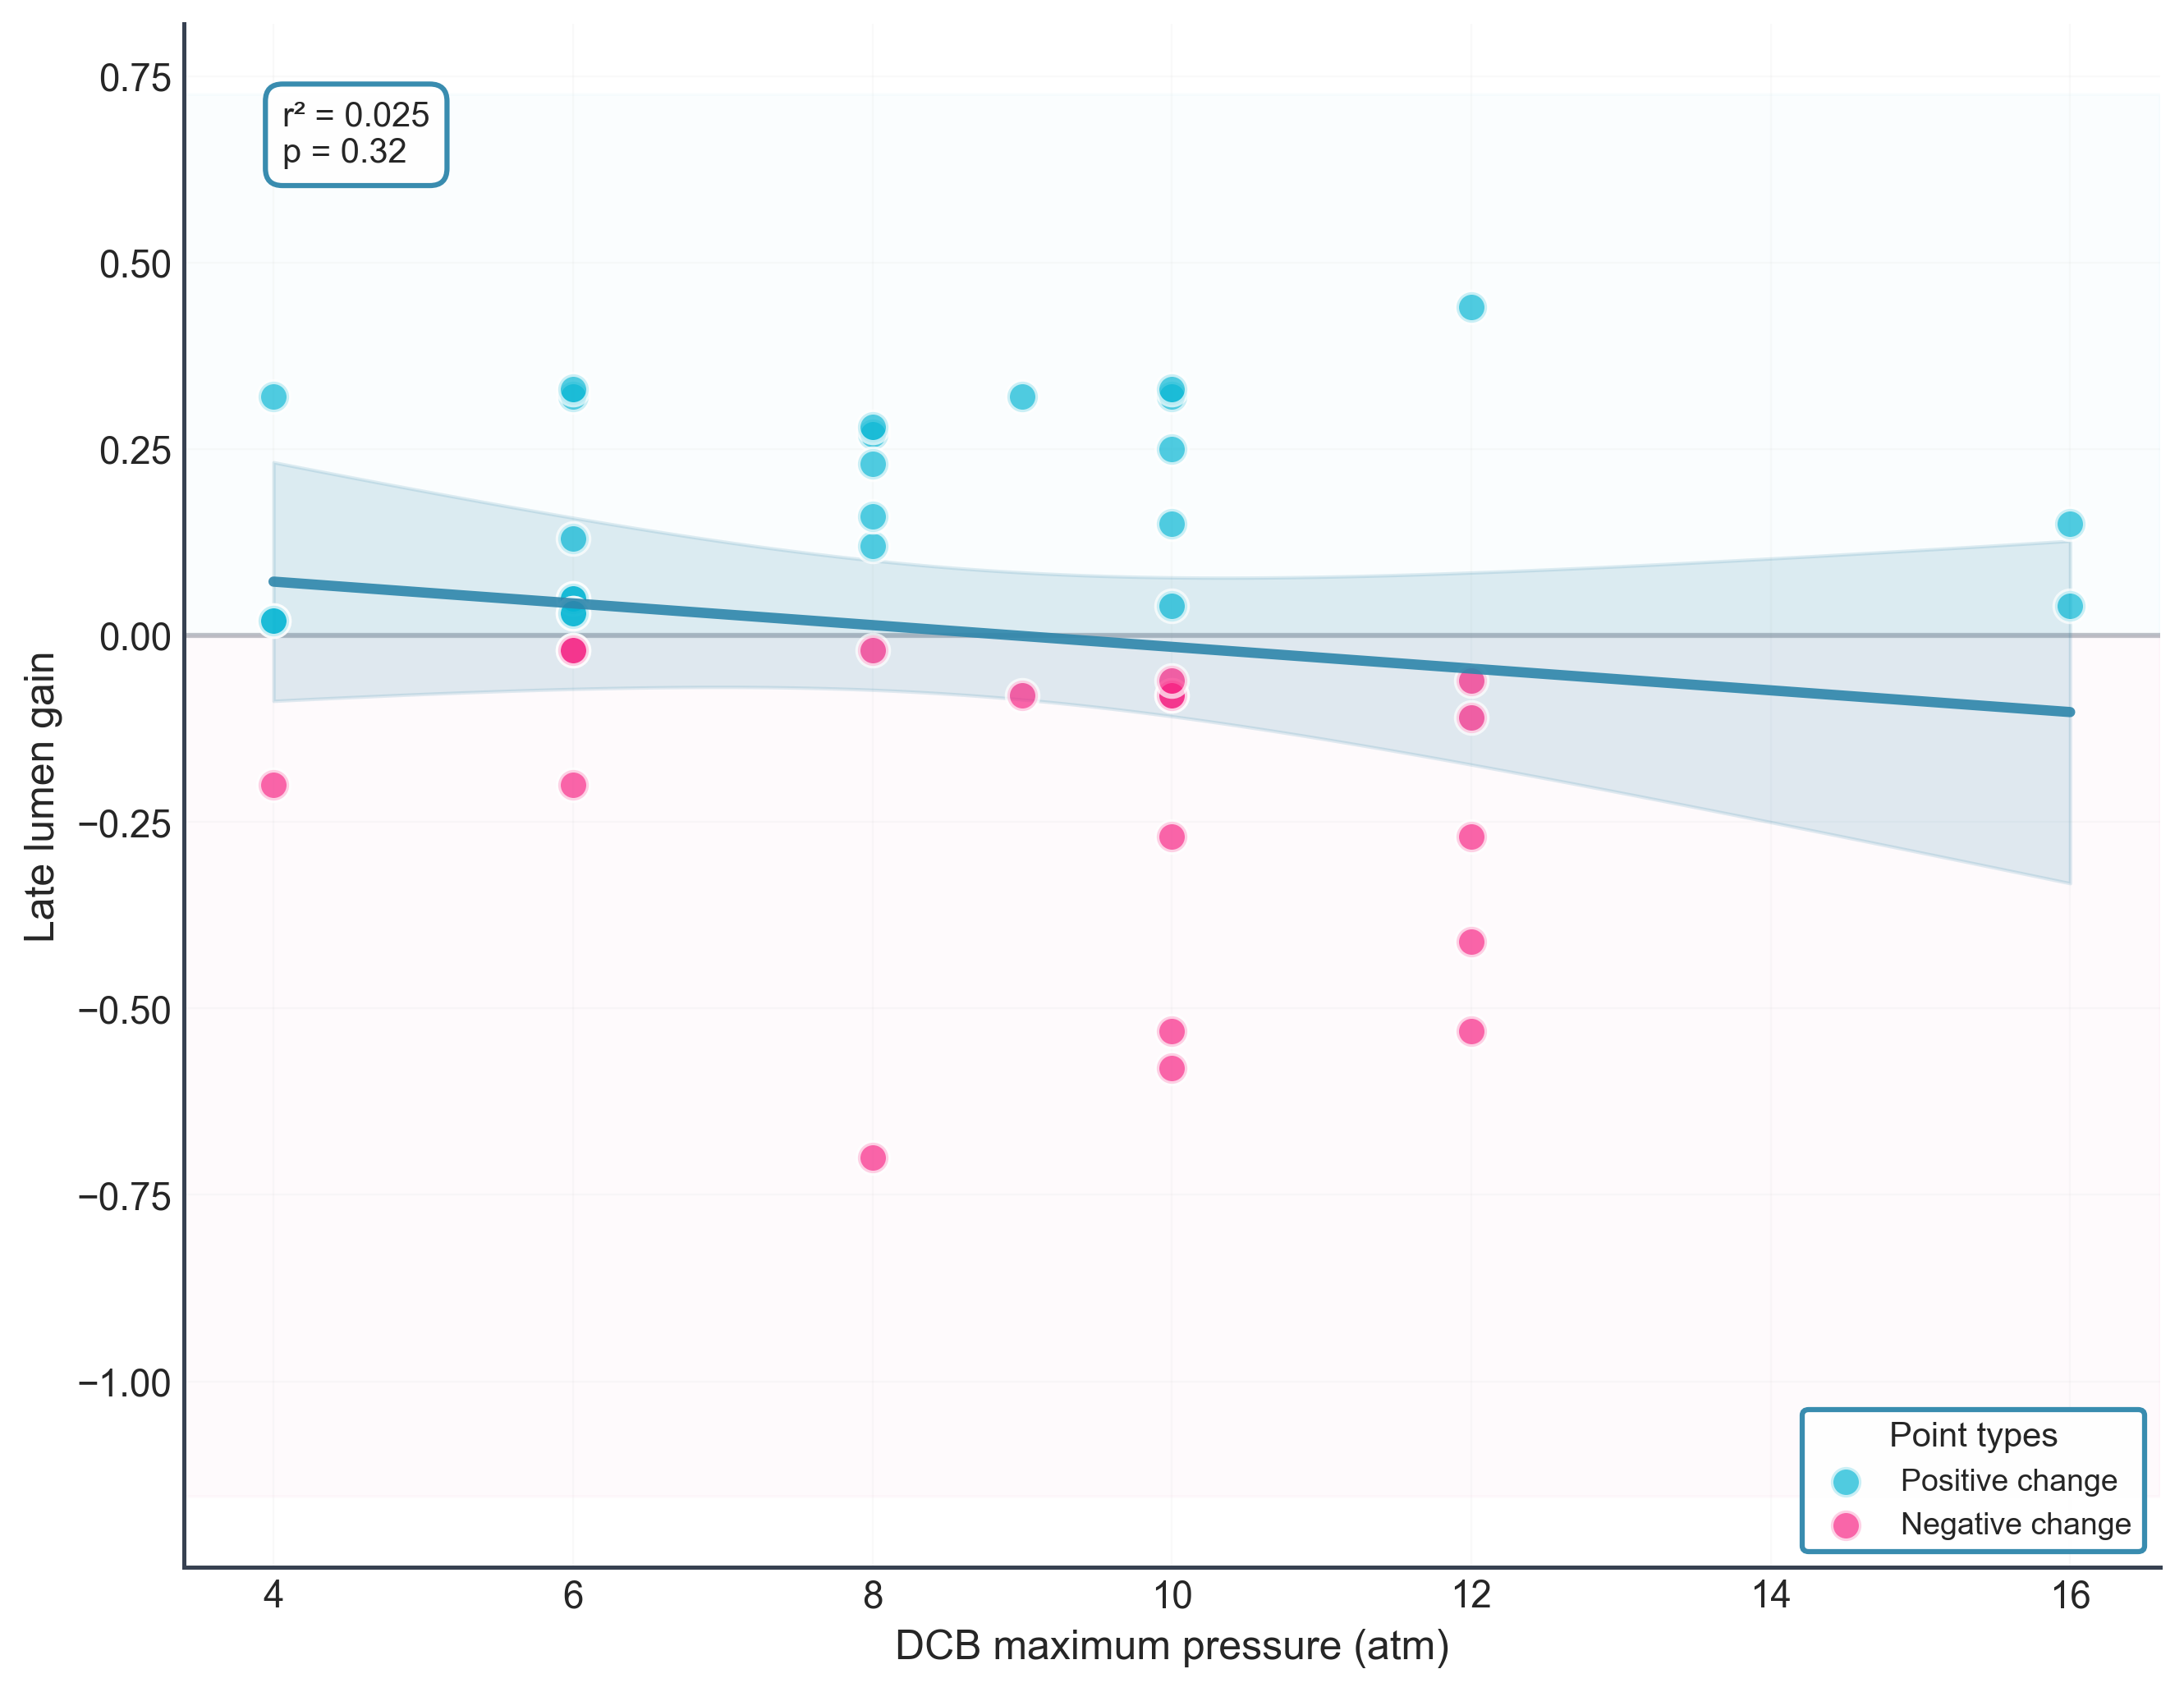 0.75
0.50
0.25
0.00
−0.25
−0.50
−0.75
−1.00
Late lumen gain
r² = 0.025
p = 0.32
Point types
Positive change
Negative change
4 6 8 10 12 14 16
DCB maximum pressure (atm)